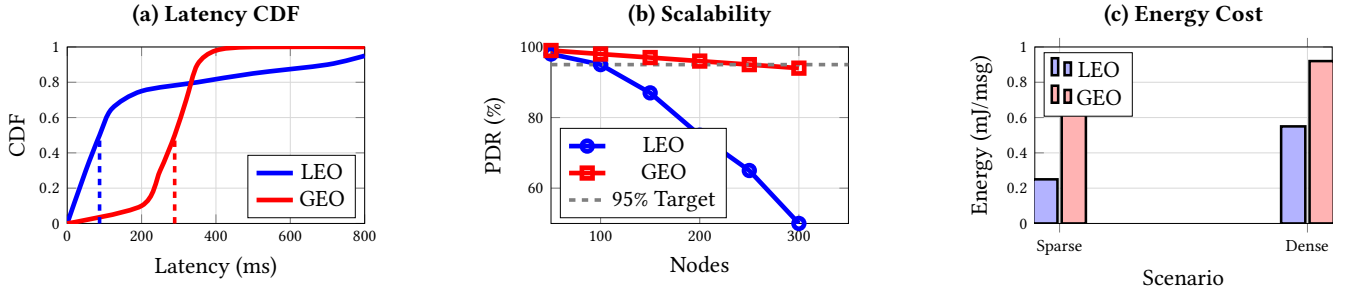 (a) Latency CDF
1
0.8
0.6
0.4
0.2
0
CDF
LEO
GEO
0 200 400 600 800
Latency (ms)
(b) Scalability
100
80
60
PDR (%)
LEO
GEO
95% Target
100 200 300
Nodes
(c) Energy Cost
1
0.8
0.6
0.4
0.2
0
Energy (mJ/msg)
LEO
GEO
Sparse Dense
Scenario